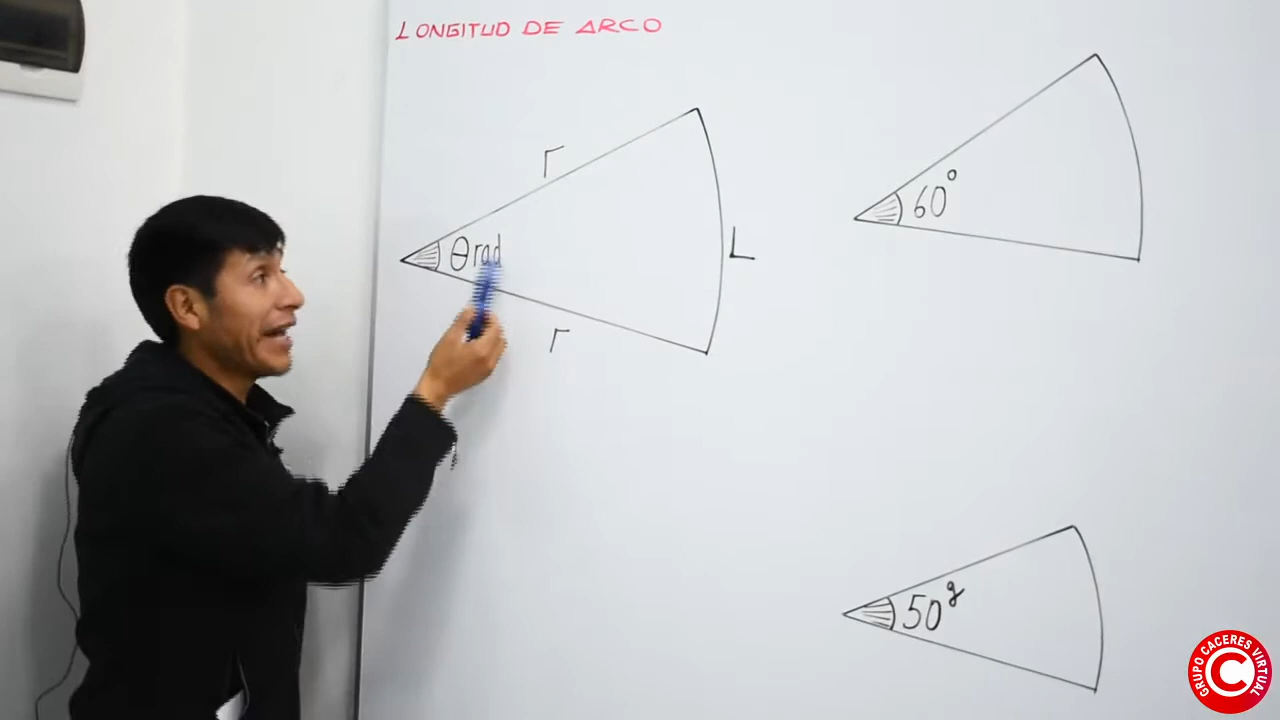 LONGITUD DE ARCO
r
θ rad
L
r
60°
50ᵍ
GRUPO CACERES VIRTUAL
C